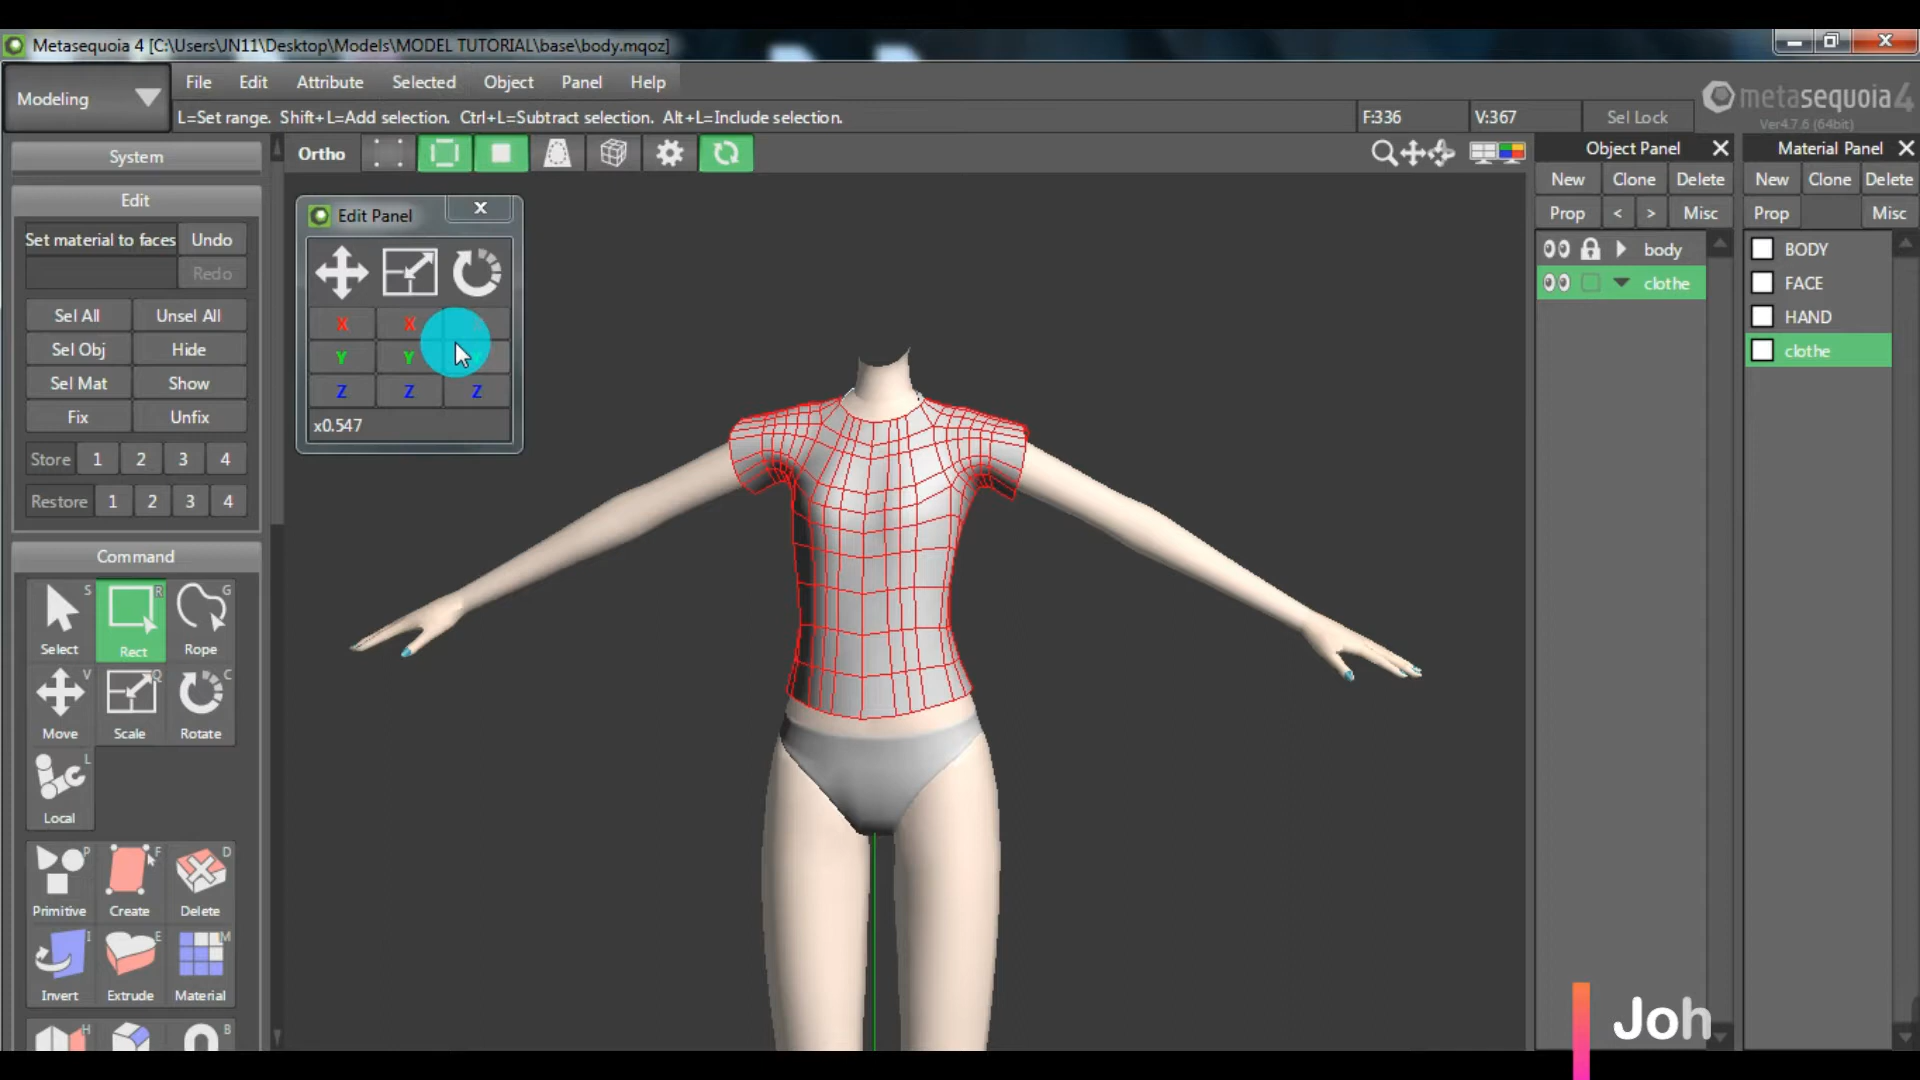 Metasequoia 4 [C:\Users\JN11\Desktop\Models\MODEL TUTORIAL\base\body.mqoz]
Modeling
File Edit Attribute Selected Object Panel Help
L=Set range. Shift+L=Add selection. Ctrl+L=Subtract selection. Alt+L=Include selection.
F:336 V:367 Sel Lock
metasequoia 4
Ver4.7.6 (64bit)
System
Ortho
Object Panel
Material Panel
New Clone Delete
New Clone Delete
Prop < > Misc
Prop Misc
body
clothe
BODY
FACE
HAND
clothe
Edit
Set material to faces Undo
Redo
Sel All Unsel All
Sel Obj Hide
Sel Mat Show
Fix Unfix
Store 1 2 3 4
Restore 1 2 3 4
Edit Panel
X X
Y Y
Z Z Z
x0.547
Command
S R G
Select Rect Rope
V Q C
Move Scale Rotate
L
Local
P F D
Primitive Create Delete
I E M
Invert Extrude Material
H B
Joh